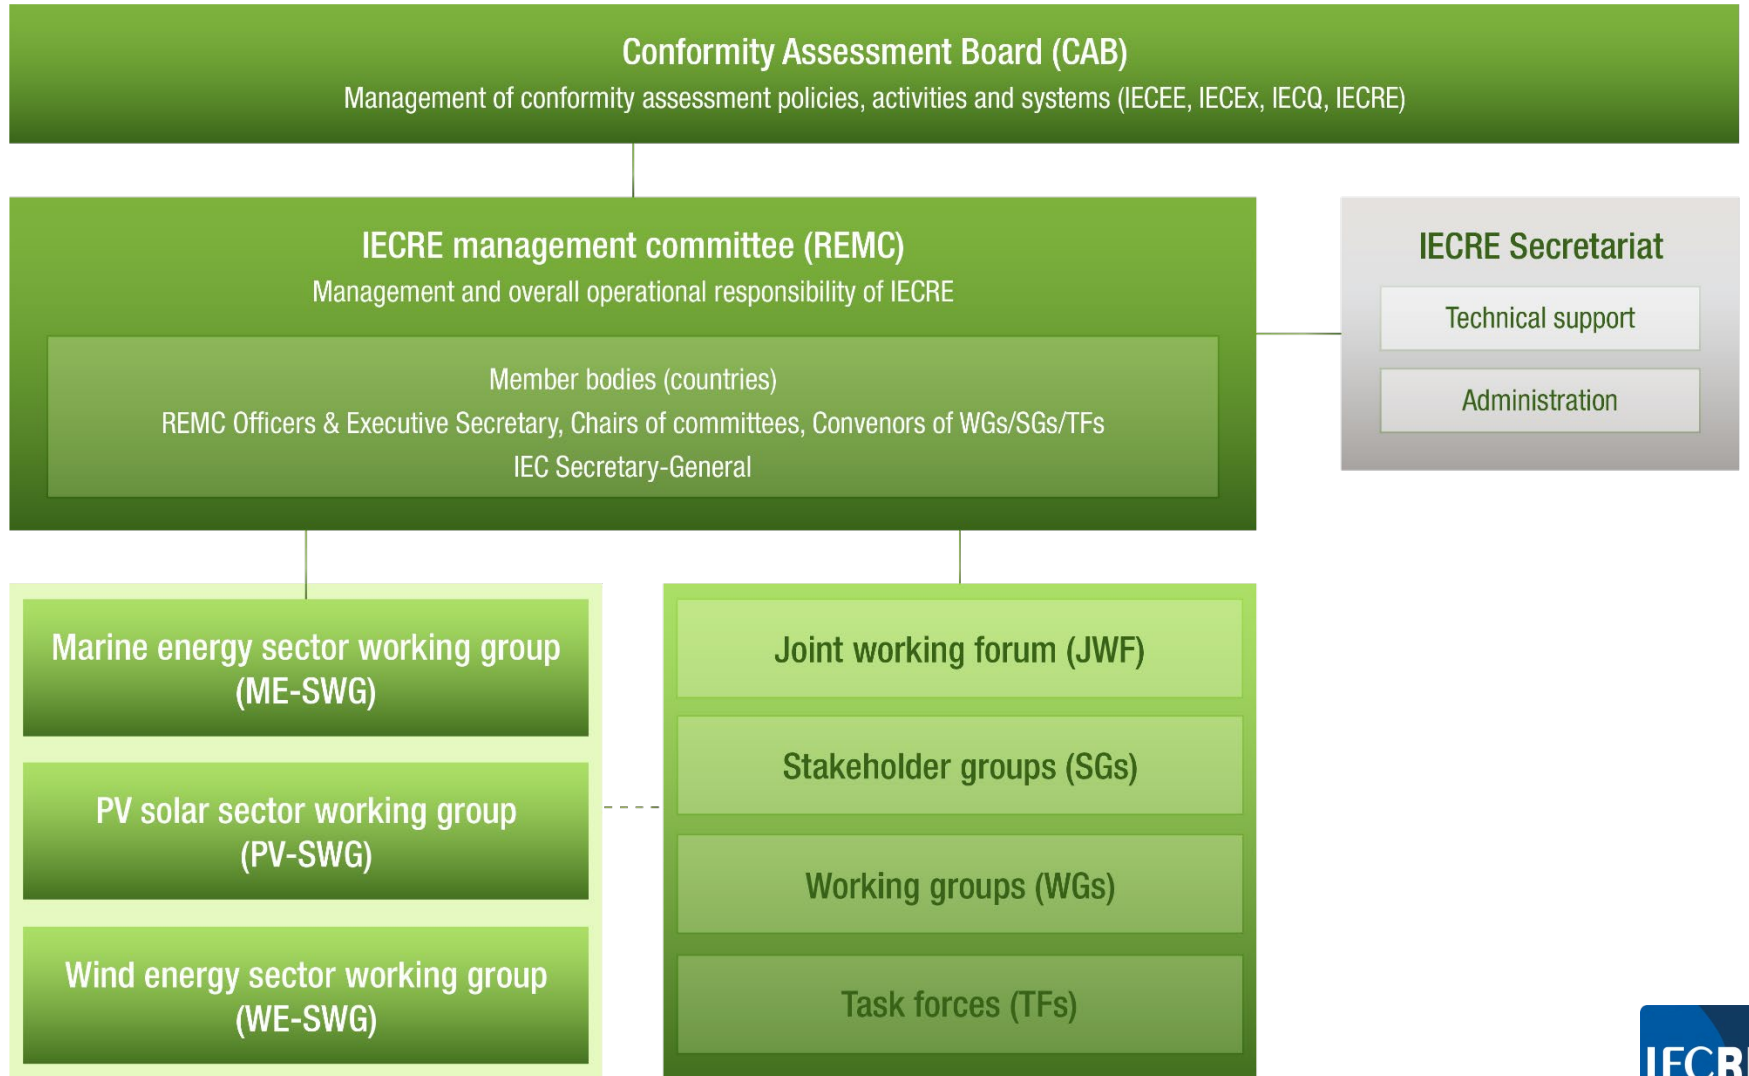 Conformity Assessment Board (CAB)
Management of conformity assessment policies, activities and systems (IECEE, IECEx, IECQ, IECRE)
IECRE management committee (REMC)
Management and overall operational responsibility of IECRE
Member bodies (countries)
REMC Officers & Executive Secretary, Chairs of committees, Convenors of WGs/SGs/TFs
IEC Secretary-General
IECRE Secretariat
Technical support
Administration
Marine energy sector working group
(ME-SWG)
PV solar sector working group
(PV-SWG)
Wind energy sector working group
(WE-SWG)
Joint working forum (JWF)
Stakeholder groups (SGs)
Working groups (WGs)
Task forces (TFs)